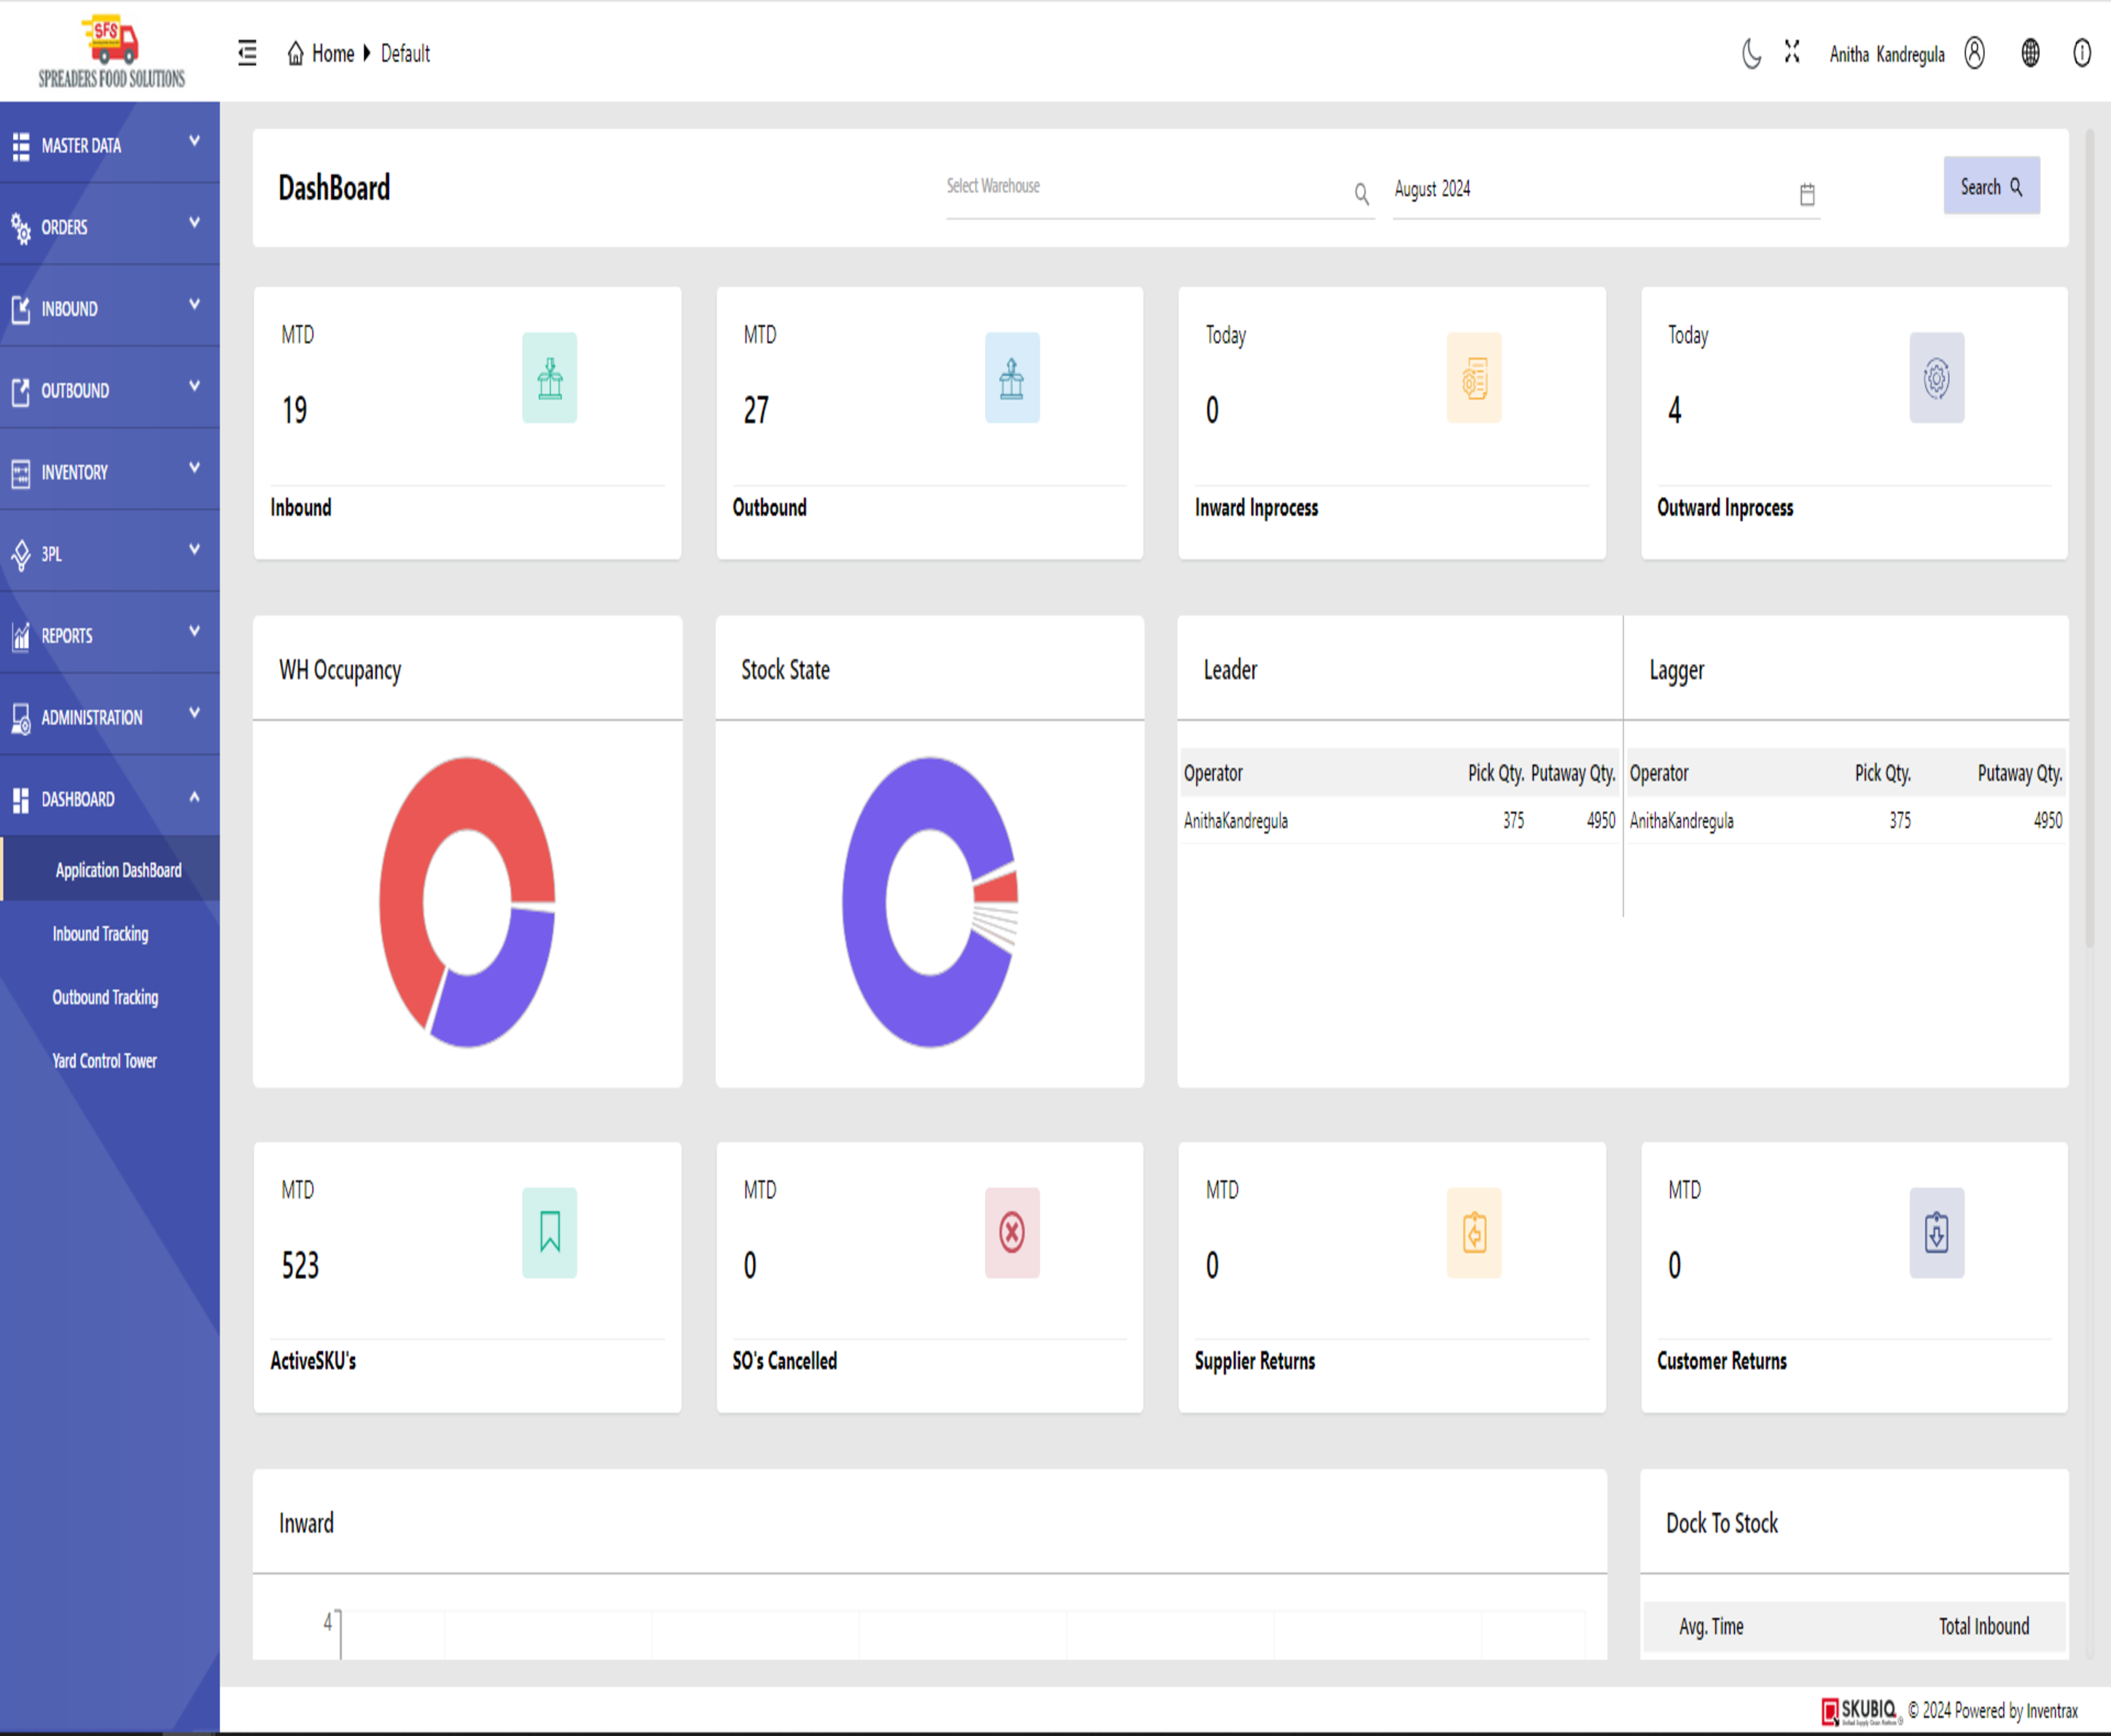 SFS
SPREADERS FOOD SOLUTIONS
Home Default
Anitha Kandregula
MASTER DATA
ORDERS
INBOUND
OUTBOUND
INVENTORY
3PL
REPORTS
ADMINISTRATION
DASHBOARD
Application DashBoard
Inbound Tracking
Outbound Tracking
Yard Control Tower
DashBoard
Select Warehouse
August 2024
Search
MTD
19
Inbound
MTD
27
Outbound
Today
0
Inward Inprocess
Today
4
Outward Inprocess
WH Occupancy
Stock State
Leader
Operator Pick Qty. Putaway Qty.
AnithaKandregula 375 4950
Lagger
Operator Pick Qty. Putaway Qty.
AnithaKandregula 375 4950
MTD
523
ActiveSKU's
MTD
0
SO's Cancelled
MTD
0
Supplier Returns
MTD
0
Customer Returns
Inward
4
Dock To Stock
Avg. Time Total Inbound
SKUBIQ © 2024 Powered by Inventrax